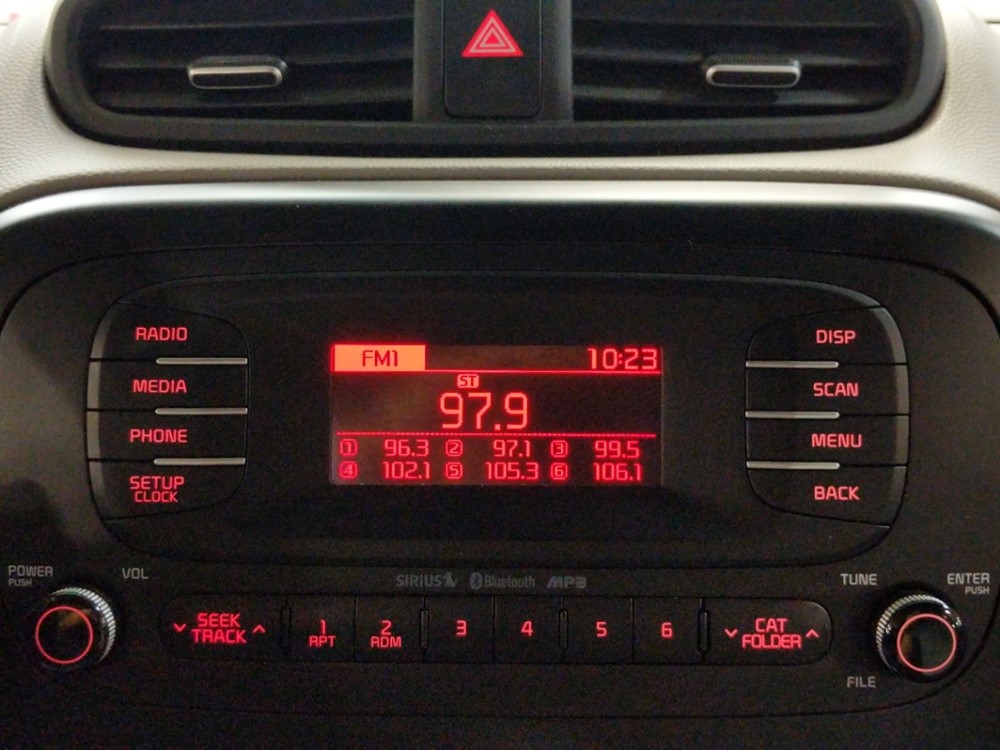 RADIO
MEDIA
PHONE
SETUP
CLOCK
FM1 10:23
ST
97.9
1 96.3 2 97.1 3 99.5
4 102.1 5 105.3 6 106.1
DISP
SCAN
MENU
BACK
SIRIUS Bluetooth MP3
POWER
PUSH
VOL
SEEK
TRACK
1
RPT
2
RDM
3
4
5
6
CAT
FOLDER
TUNE
ENTER
PUSH
FILE